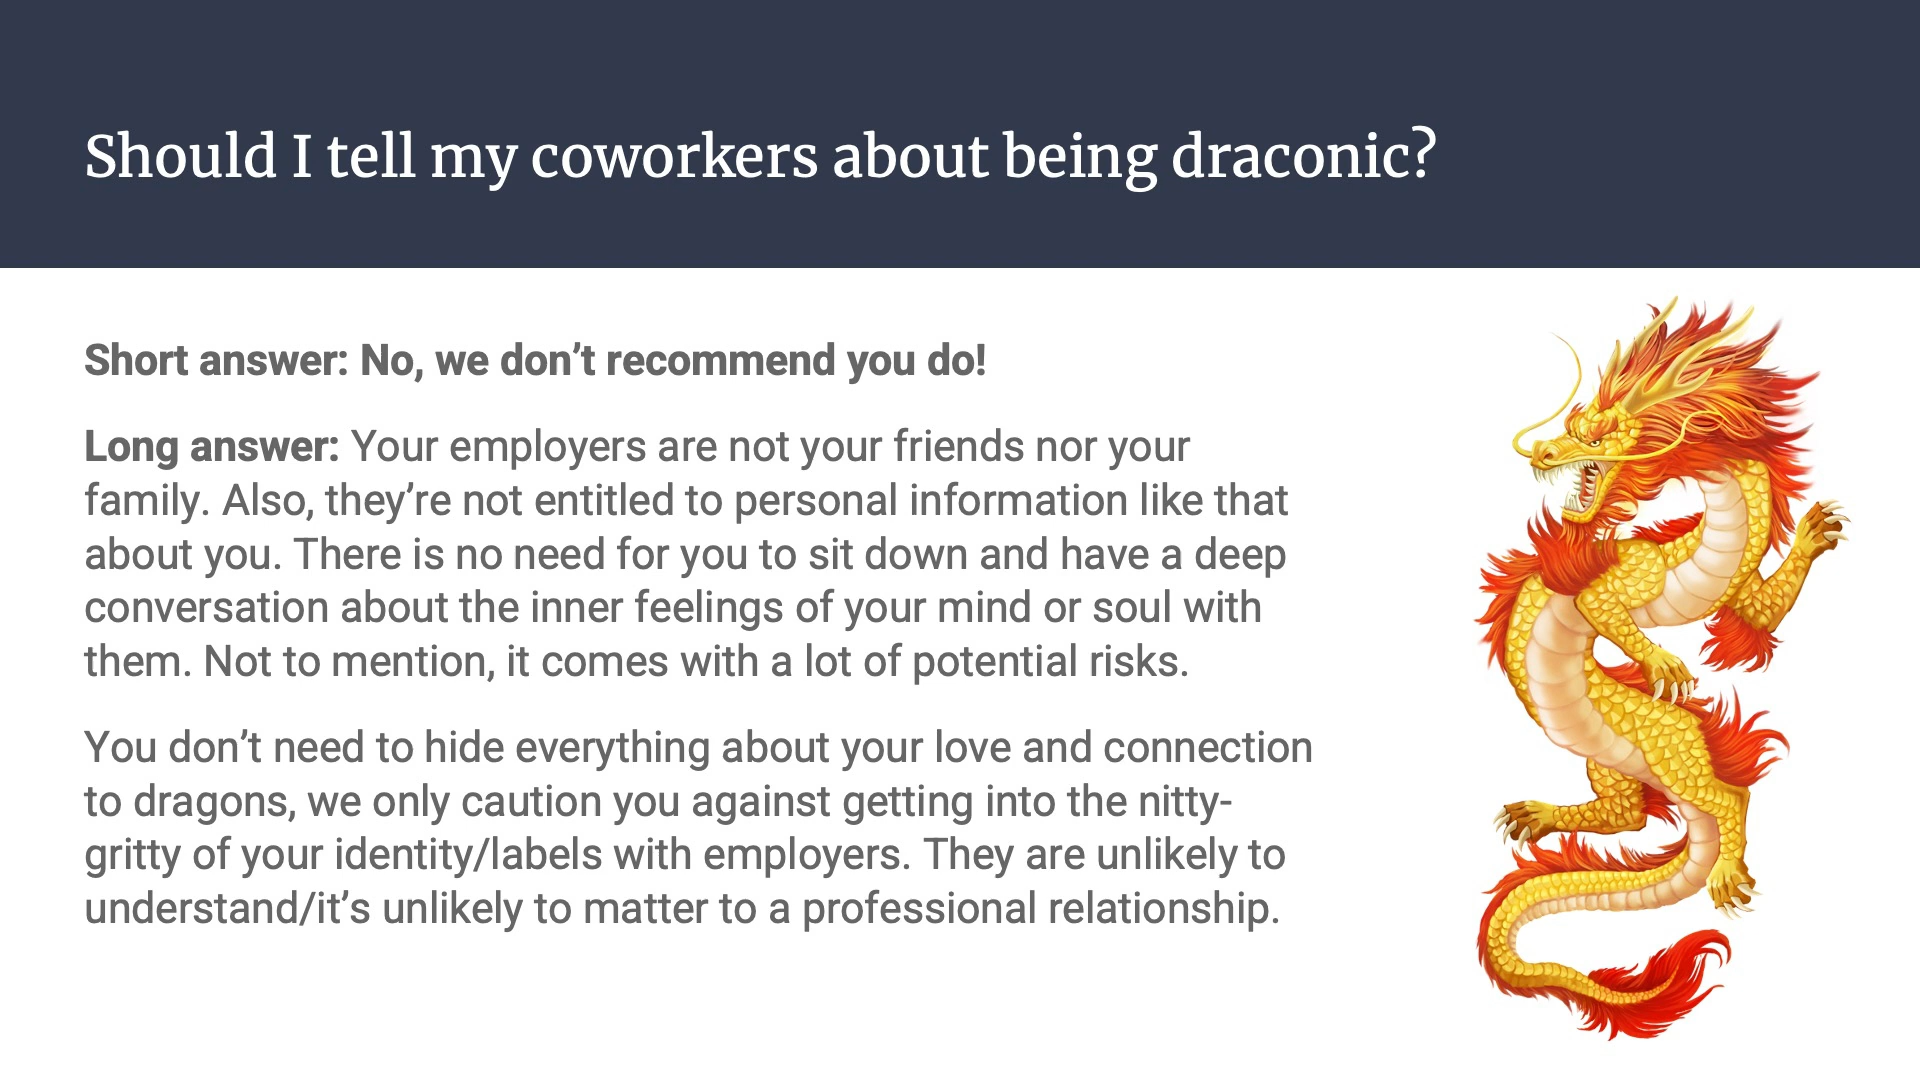 Should I tell my coworkers about being draconic?
Short answer: No, we don’t recommend you do!
Long answer: Your employers are not your friends nor your
family. Also, they’re not entitled to personal information like that
about you. There is no need for you to sit down and have a deep
conversation about the inner feelings of your mind or soul with
them. Not to mention, it comes with a lot of potential risks.
You don’t need to hide everything about your love and connection
to dragons, we only caution you against getting into the nitty-
gritty of your identity/labels with employers. They are unlikely to
understand/it’s unlikely to matter to a professional relationship.